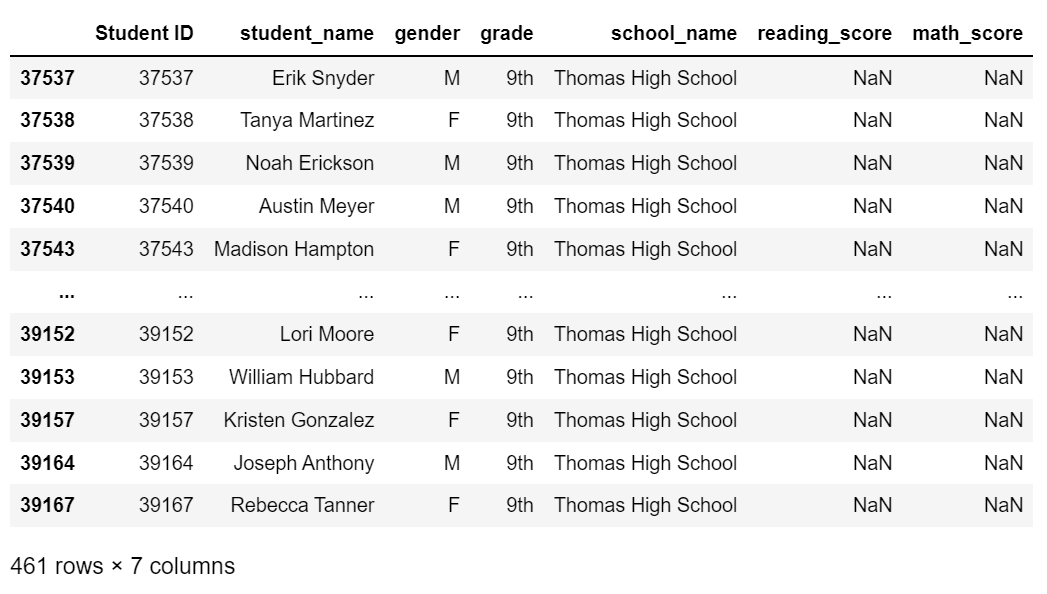 Student ID student_name gender grade school_name reading_score math_score
37537 37537 Erik Snyder M 9th Thomas High School NaN NaN
37538 37538 Tanya Martinez F 9th Thomas High School NaN NaN
37539 37539 Noah Erickson M 9th Thomas High School NaN NaN
37540 37540 Austin Meyer M 9th Thomas High School NaN NaN
37543 37543 Madison Hampton F 9th Thomas High School NaN NaN
... ... ... ... ... ... ... ...
39152 39152 Lori Moore F 9th Thomas High School NaN NaN
39153 39153 William Hubbard M 9th Thomas High School NaN NaN
39157 39157 Kristen Gonzalez F 9th Thomas High School NaN NaN
39164 39164 Joseph Anthony M 9th Thomas High School NaN NaN
39167 39167 Rebecca Tanner F 9th Thomas High School NaN NaN
461 rows × 7 columns